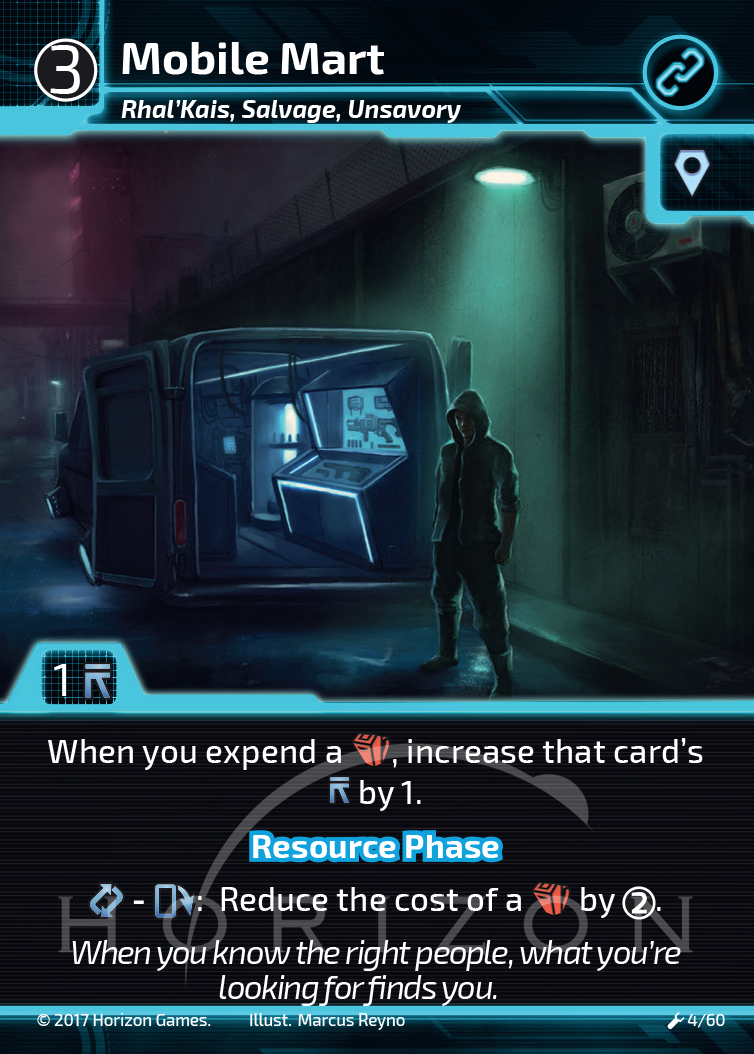 3
Mobile Mart
Rhal'Kais, Salvage, Unsavory
1
When you expend a , increase that card's
by 1.
Resource Phase
- : Reduce the cost of a by 2.
HORIZON
When you know the right people, what you're
looking for finds you.
© 2017 Horizon Games. Illust. Marcus Reyno 4/60